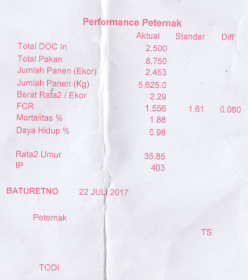 Performance Peternak
Aktual Standar Diff
Total DOC In 2,500
Total Pakan 8,750
Jumlah Panen (Ekor) 2,453
Jumlah Panen (Kg) 5,625.0
Berat Rata2 / Ekor 2.29
FCR 1.556 1.61 0.060
Mortalitas % 1.88
Daya Hidup % 0.98
Rata2 Umur 35.85
IP 403
BATURETNO 22 JULI 2017
Peternak
TS
TODI